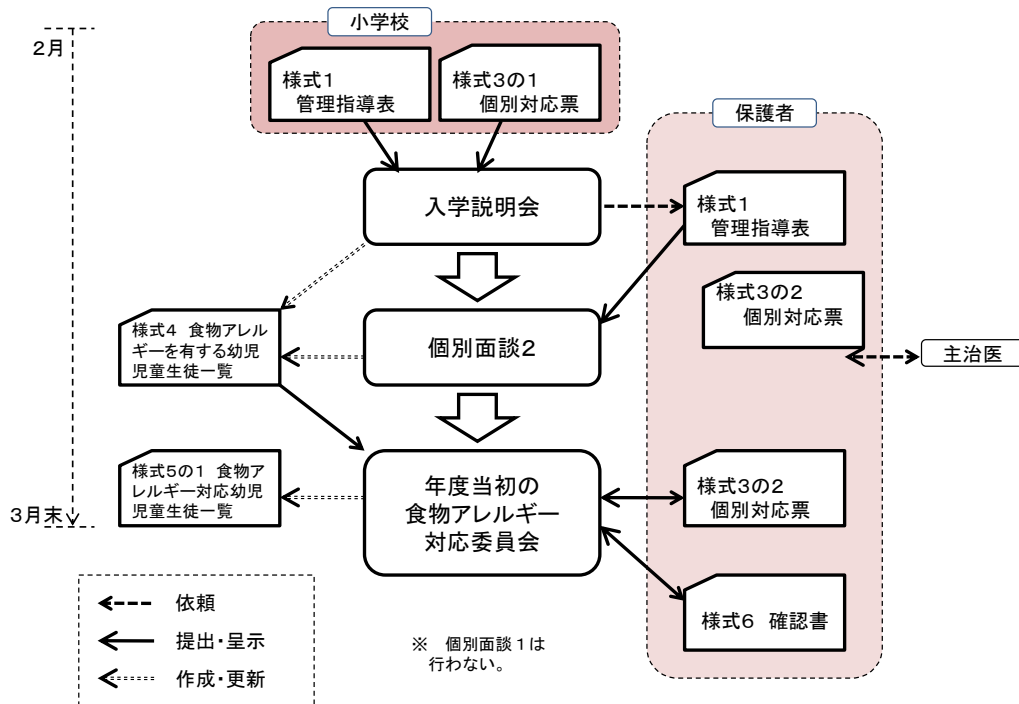 小学校
2月
様式1
管理指導表
様式3の1
個別対応票
保護者
入学説明会
様式1
管理指導表
様式3の2
個別対応票
様式4 食物アレル
ギーを有する幼児
児童生徒一覧
個別面談2
主治医
様式5の1 食物ア
レルギー対応幼児
児童生徒一覧
3月末
年度当初の
食物アレルギー
対応委員会
様式3の2
個別対応票
様式6 確認書
依頼
提出・呈示
作成・更新
※ 個別面談1は
行わない。